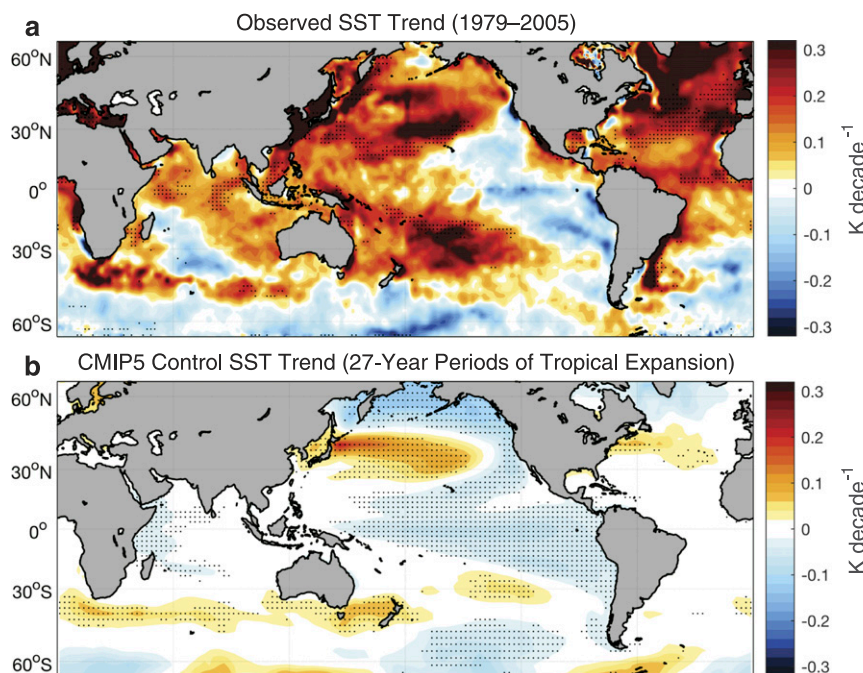 a Observed SST Trend (1979–2005)
60°N
30°N
0°
30°S
60°S
0.3
0.2
0.1
0
-0.1
-0.2
-0.3
K decade⁻¹
b CMIP5 Control SST Trend (27-Year Periods of Tropical Expansion)
60°N
30°N
0°
30°S
60°S
0.3
0.2
0.1
0
-0.1
-0.2
-0.3
K decade⁻¹